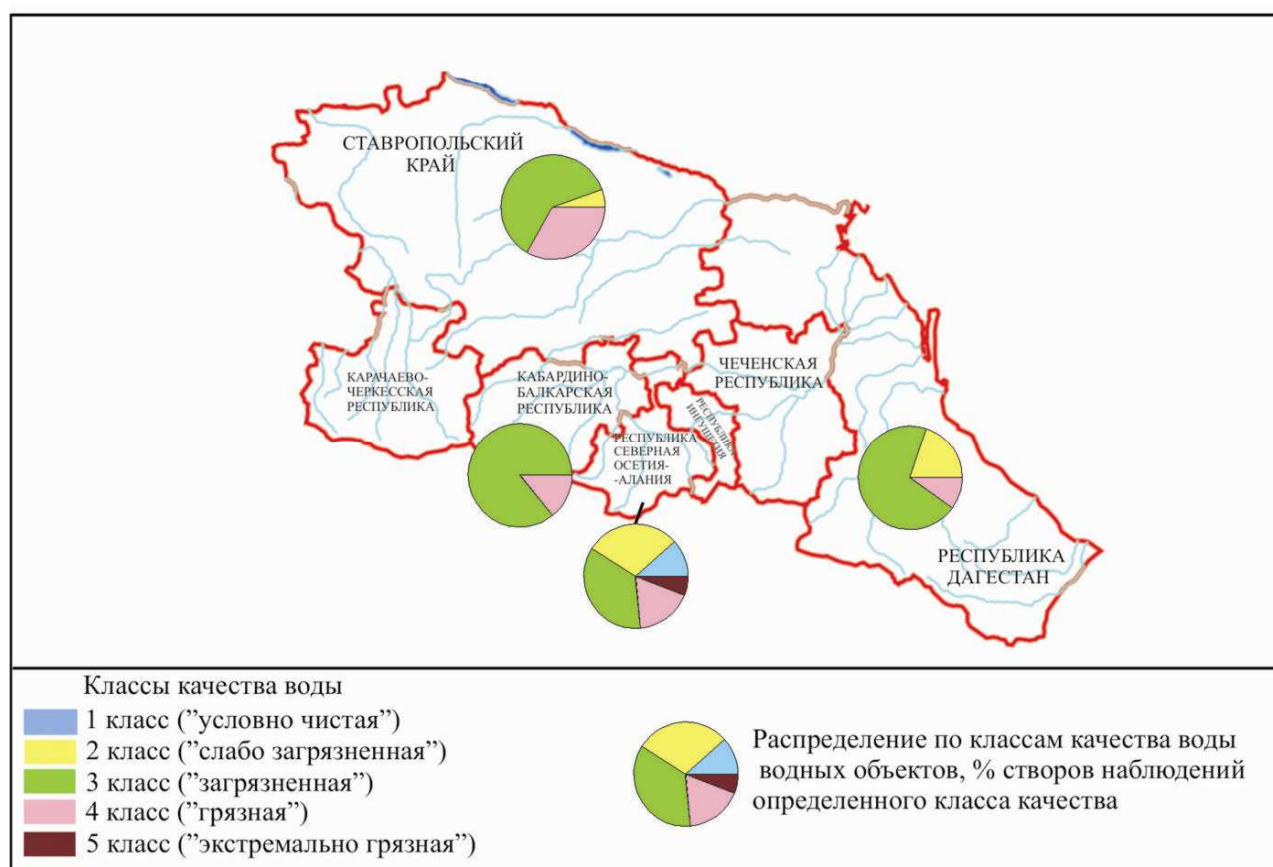 СТАВРОПОЛЬСКИЙ
КРАЙ
КАРАЧАЕВО-
ЧЕРКЕССКАЯ
РЕСПУБЛИКА
КАБАРДИНО-
БАЛКАРСКАЯ
РЕСПУБЛИКА
РЕСПУБЛИКА
СЕВЕРНАЯ
ОСЕТИЯ-
-АЛАНИЯ
РЕСПУБЛИКА
ИНГУШЕТИЯ
ЧЕЧЕНСКАЯ
РЕСПУБЛИКА
РЕСПУБЛИКА
ДАГЕСТАН
Классы качества воды
1 класс (”условно чистая”)
2 класс (”слабо загрязненная”)
3 класс (”загрязненная”)
4 класс (”грязная”)
5 класс (”экстремально грязная”)
Распределение по классам качества воды
водных объектов, % створов наблюдений
определенного класса качества